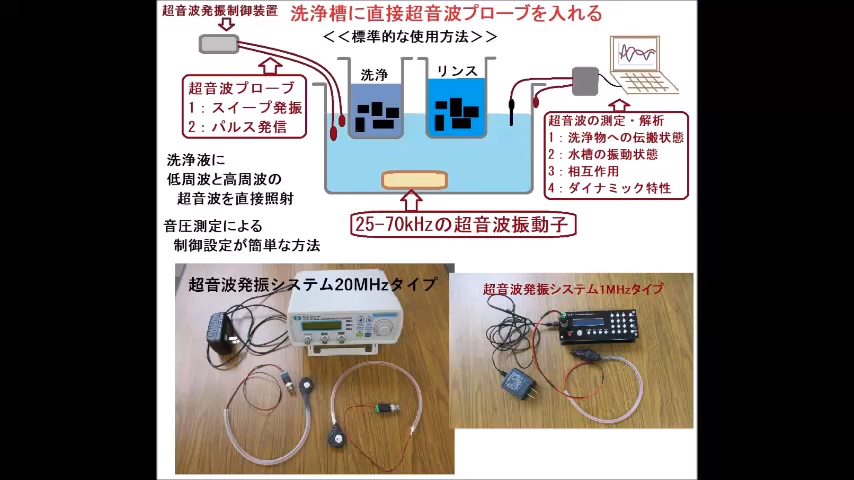 超音波発振制御装置
洗浄槽に直接超音波プローブを入れる
<<標準的な使用方法>>
洗浄
リンス
超音波プローブ
1:スイープ発振
2:パルス発信
超音波の測定・解析
1:洗浄物への伝搬状態
2:水槽の振動状態
3:相互作用
4:ダイナミック特性
洗浄液に
低周波と高周波の
超音波を直接照射
25-70kHzの超音波振動子
音圧測定による
制御設定が簡単な方法
超音波発振システム20MHzタイプ
超音波発振システム1MHzタイプ